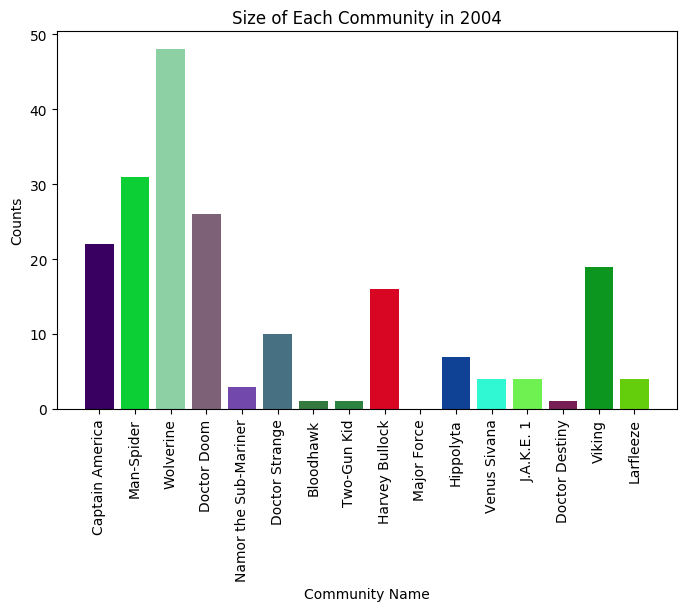 Size of Each Community in 2004
50
40
30
20
10
0
Counts
Captain America
Man-Spider
Wolverine
Doctor Doom
Namor the Sub-Mariner
Doctor Strange
Bloodhawk
Two-Gun Kid
Harvey Bullock
Major Force
Hippolyta
Venus Sivana
J.A.K.E. 1
Doctor Destiny
Viking
Larfleeze
Community Name